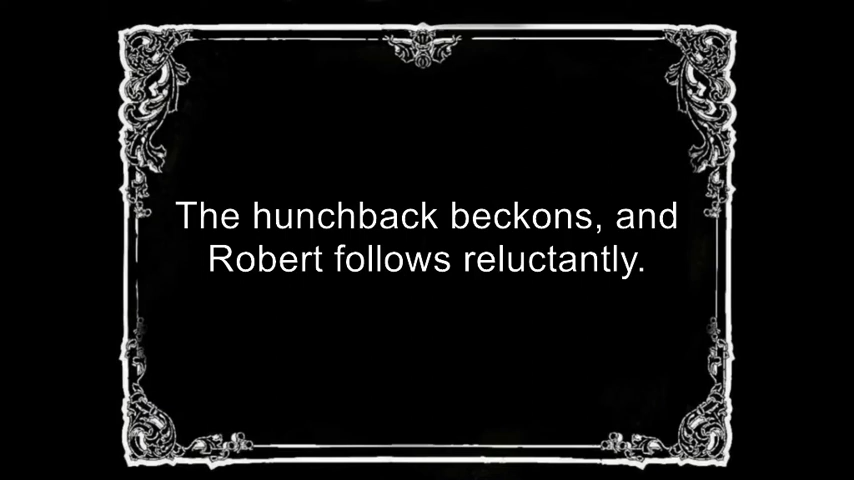 The hunchback beckons, and
Robert follows reluctantly.